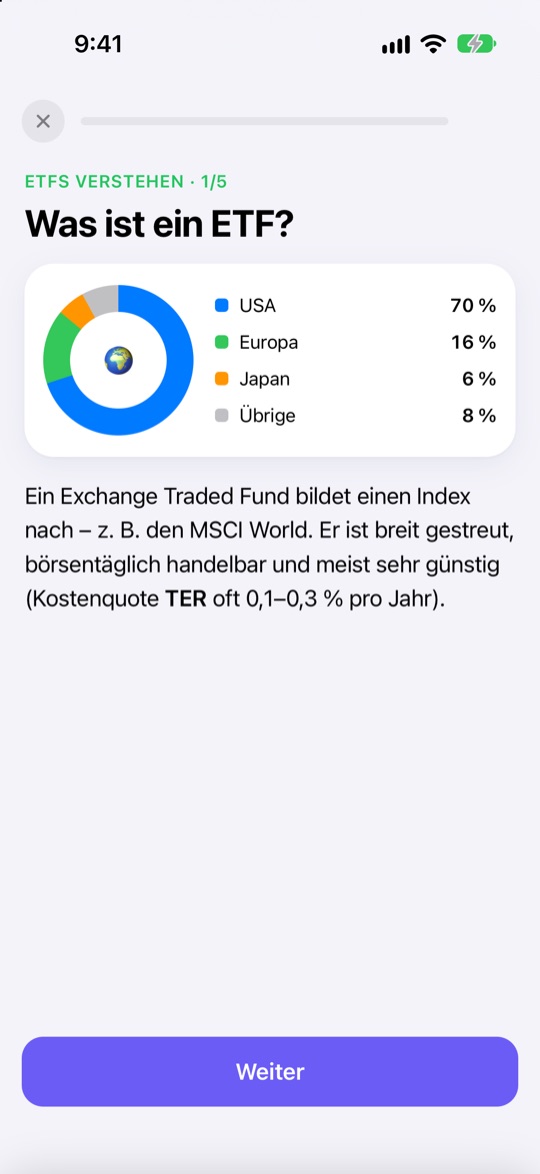 9:41
ETFS VERSTEHEN · 1/5
Was ist ein ETF?
USA 70 %
Europa 16 %
Japan 6 %
Übrige 8 %
Ein Exchange Traded Fund bildet einen Index
nach – z. B. den MSCI World. Er ist breit gestreut,
börsentäglich handelbar und meist sehr günstig
(Kostenquote TER oft 0,1–0,3 % pro Jahr).
Weiter